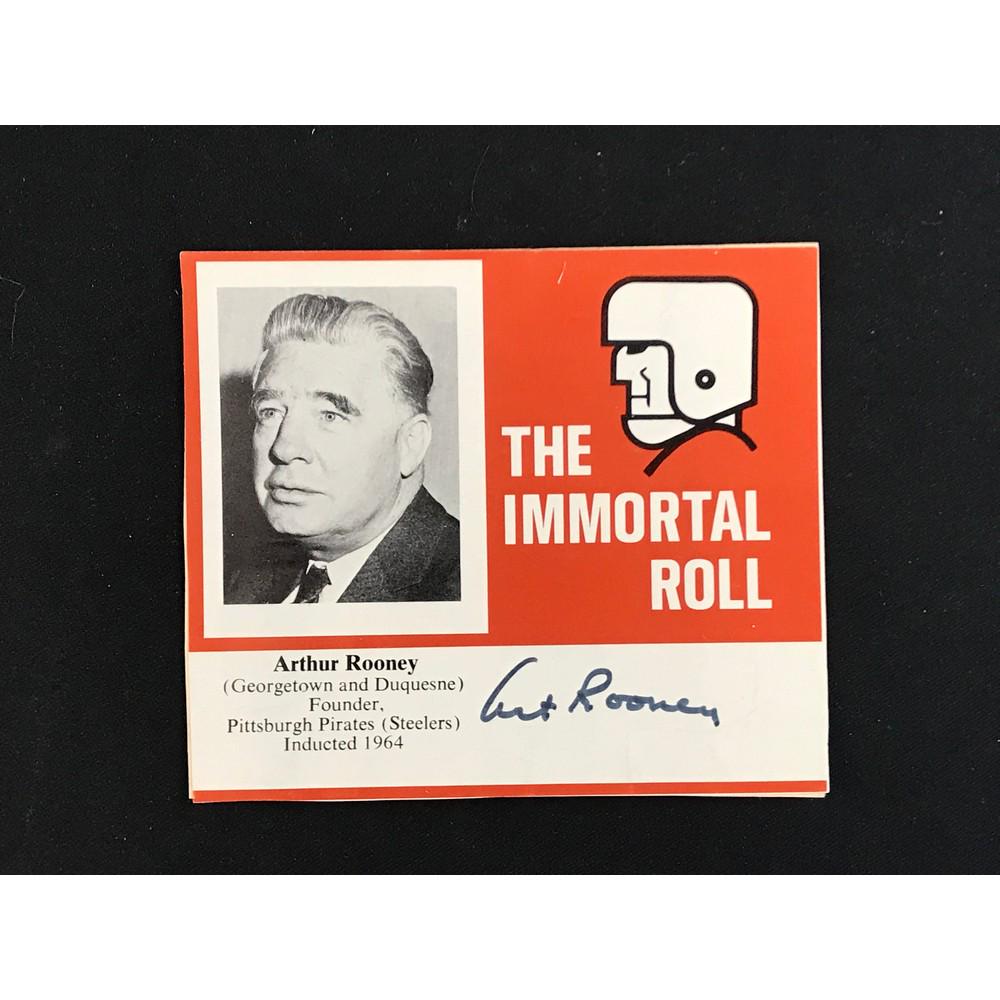 THE
IMMORTAL
ROLL
Arthur Rooney
(Georgetown and Duquesne)
Founder,
Pittsburgh Pirates (Steelers)
Inducted 1964
Art Rooney